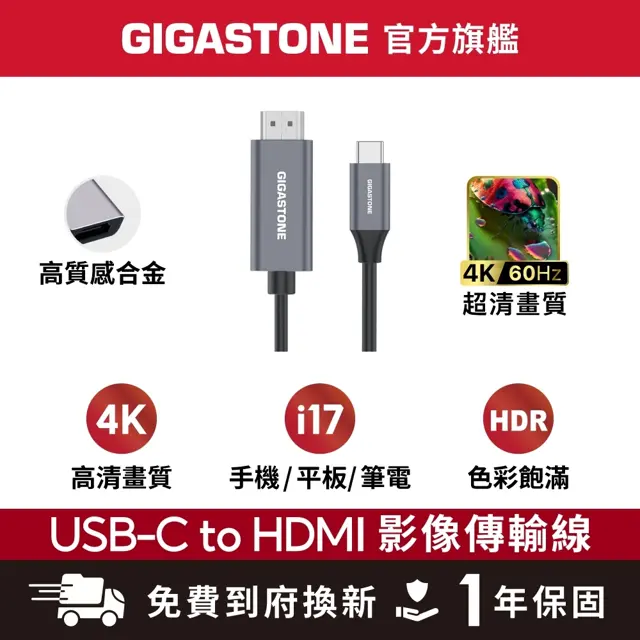 GIGASTONE 官方旗艦
GIGASTONE
GIGASTONE
高質感合金
4K 60Hz
超清畫質
4K
高清畫質
i17
手機/平板/筆電
HDR
色彩飽滿
USB-C to HDMI 影像傳輸線
免費到府換新
1年保固